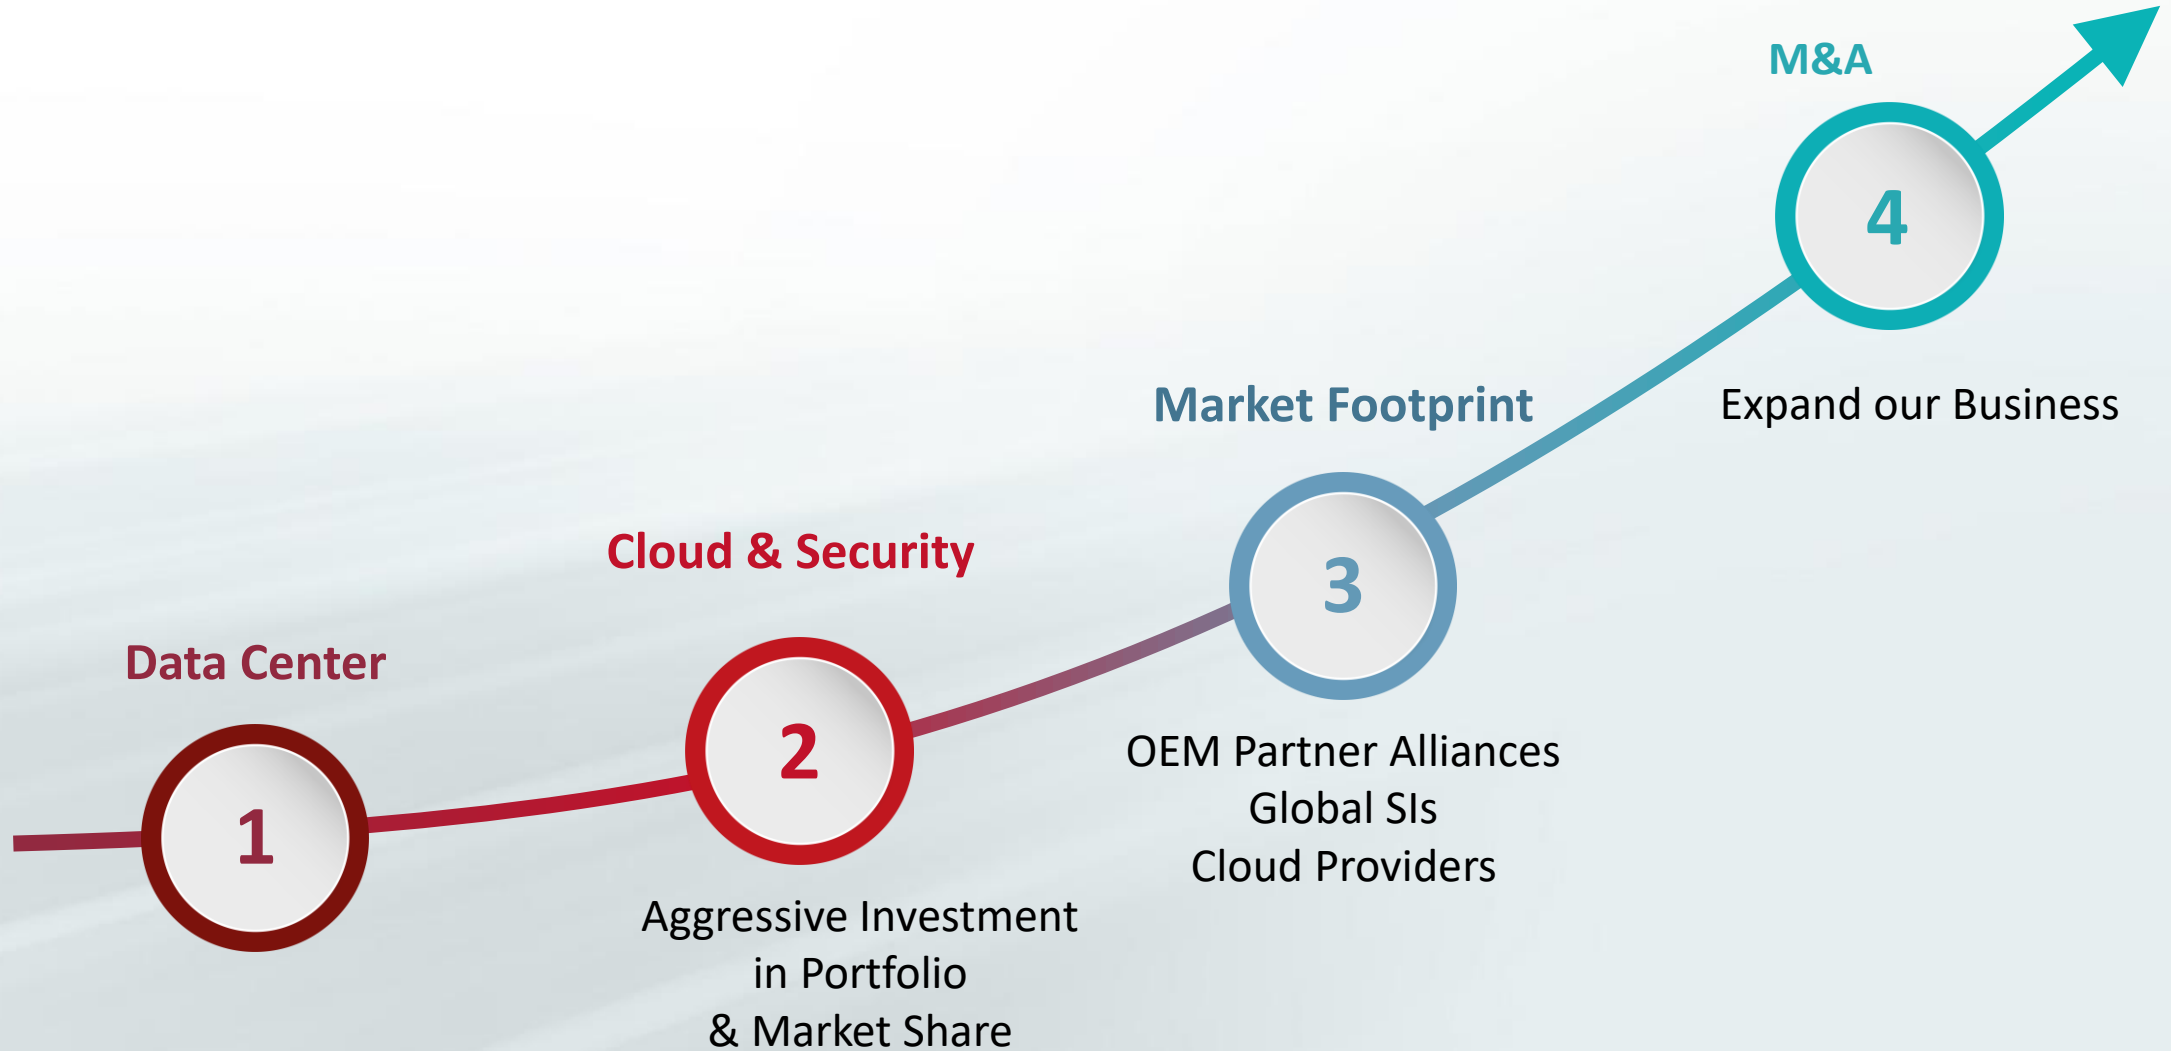 Data Center
1
Cloud & Security
2
Aggressive Investment
in Portfolio
& Market Share
Market Footprint
3
OEM Partner Alliances
Global SIs
Cloud Providers
M&A
4
Expand our Business